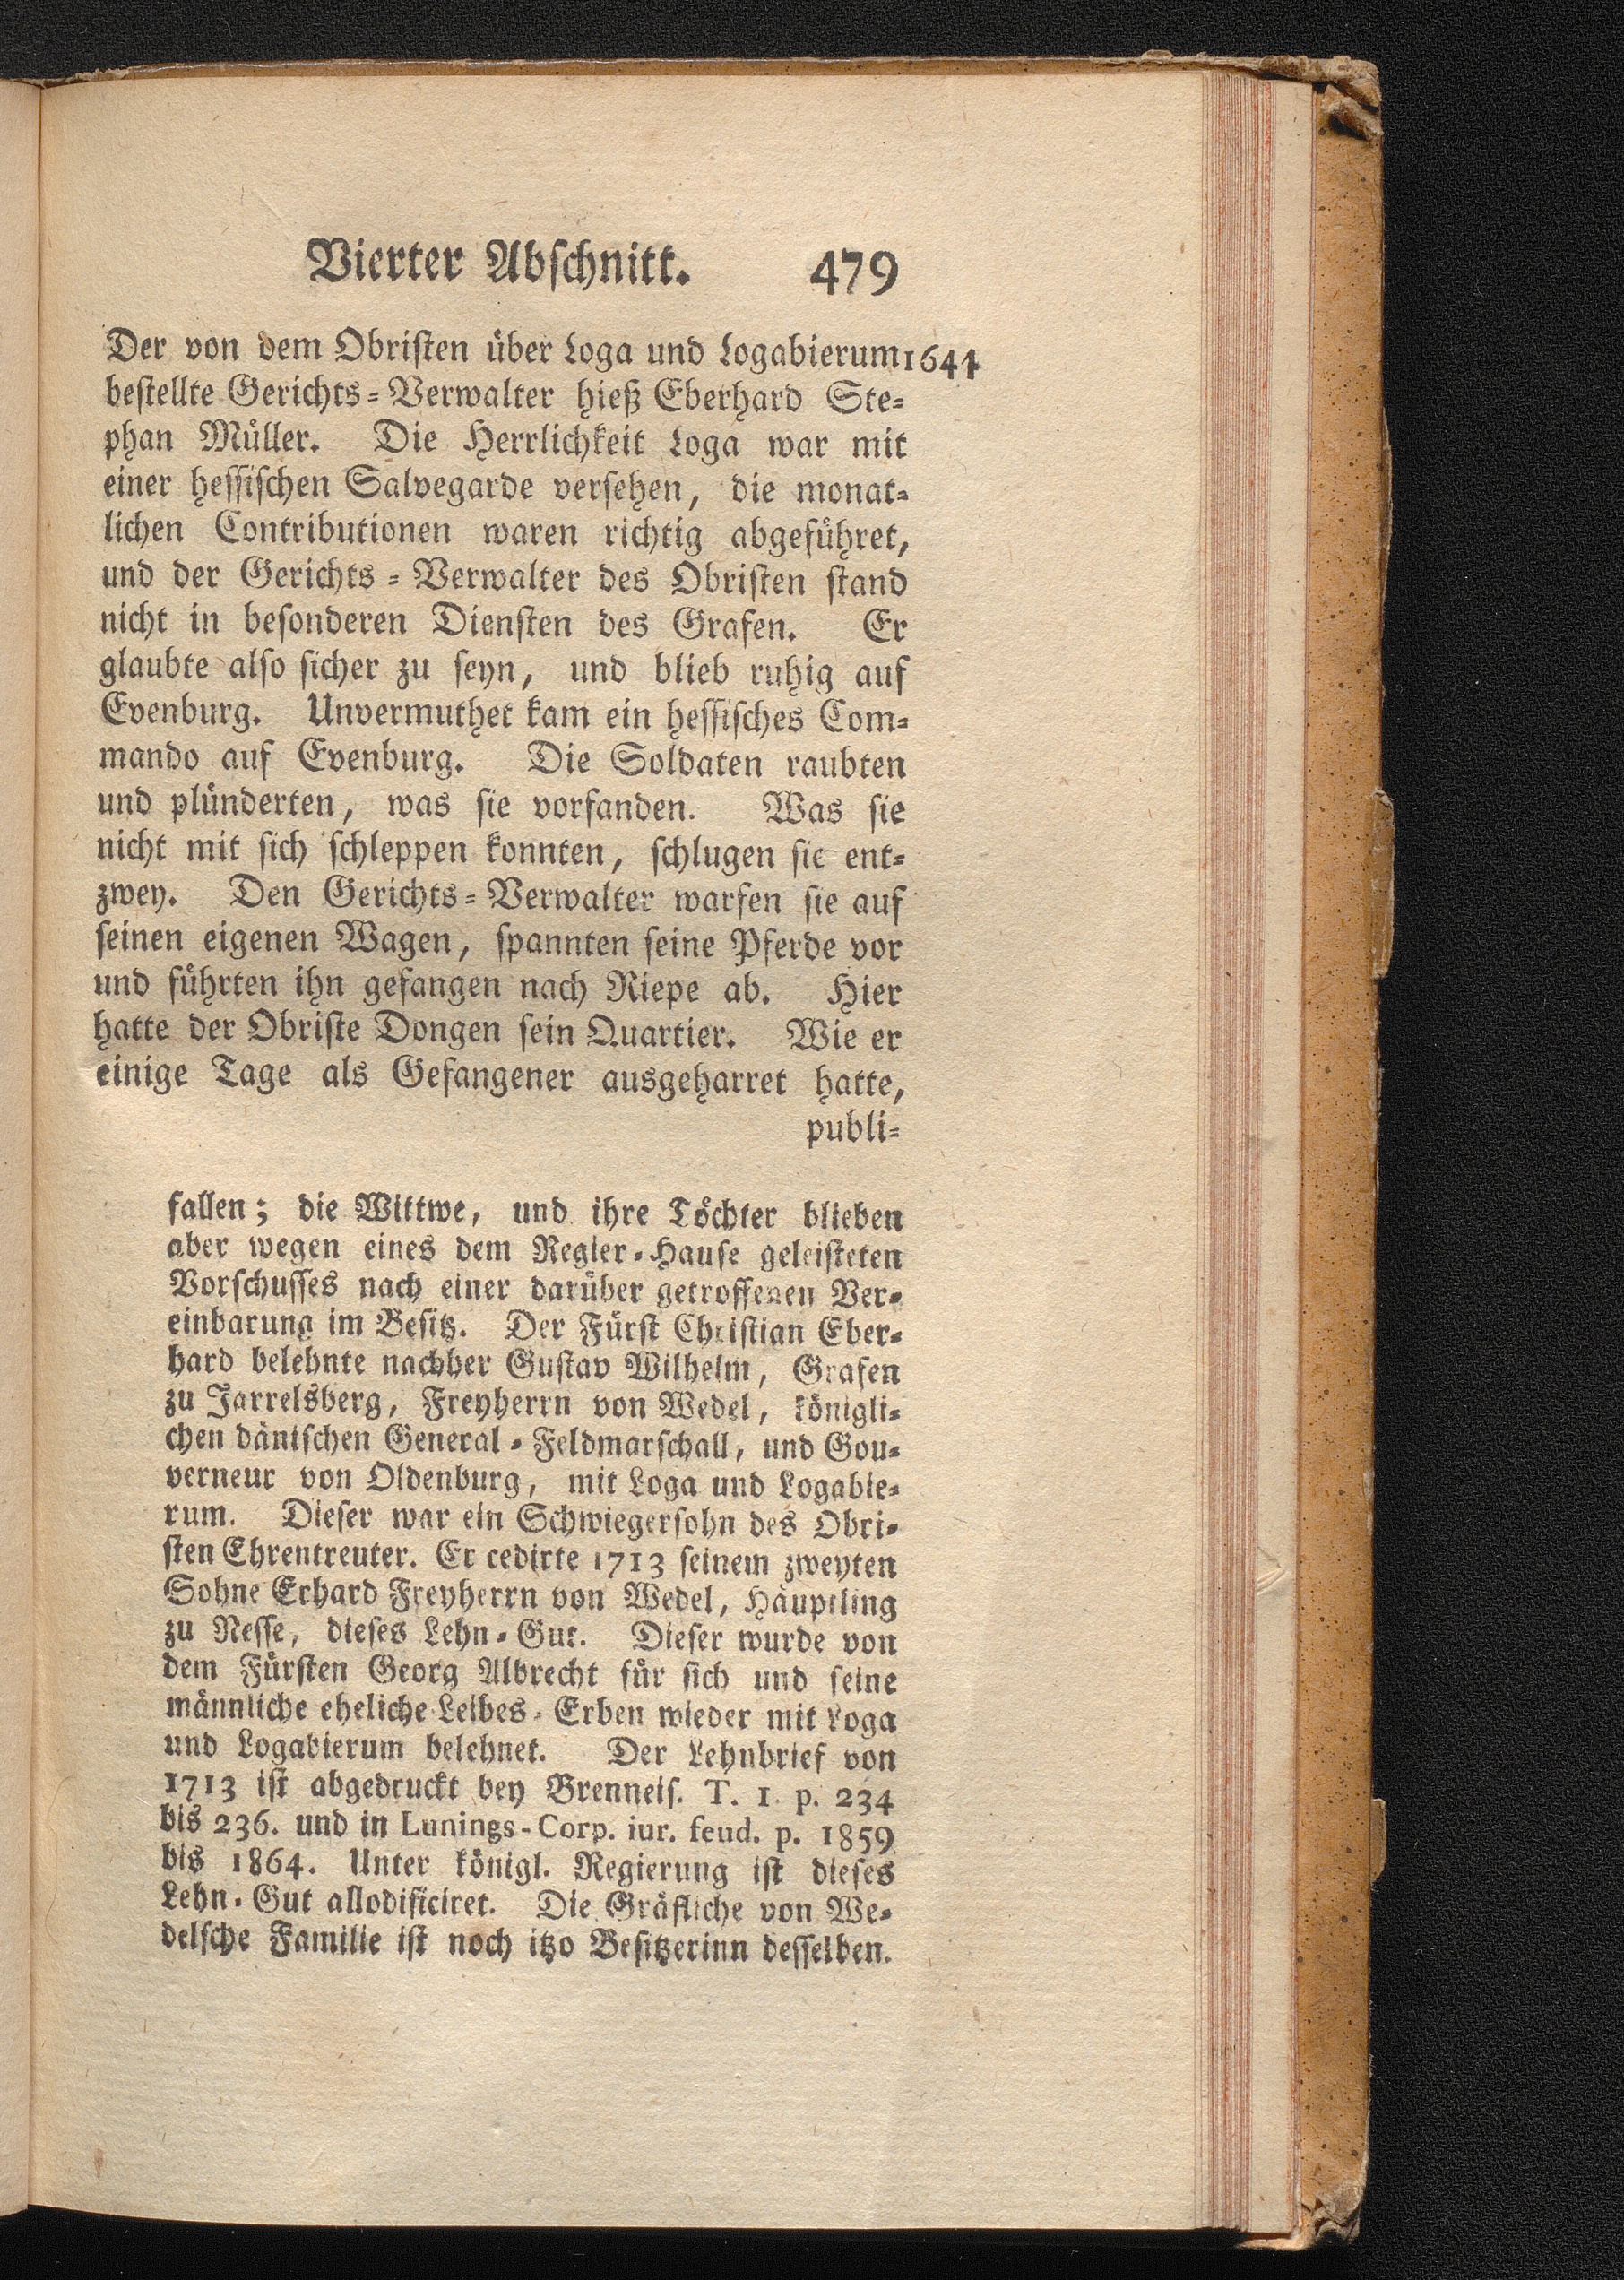 Vierter Abschnitt. 479
Der von dem Obristen über Loga und Logabierum 1644
bestellte Gerichts-Verwalter hieß Eberhard Ste-
phan Müller. Die Herrlichkeit Loga war mit
einer hessischen Salvegarde versehen, die monat-
lichen Contributionen waren richtig abgeführet,
und der Gerichts-Verwalter des Obristen stand
nicht in besonderen Diensten des Grafen. Er
glaubte also sicher zu seyn, und blieb ruhig auf
Evenburg. Unvermuthet kam ein hessisches Com-
mando auf Evenburg. Die Soldaten raubten
und plünderten, was sie vorfanden. Was sie
nicht mit sich schleppen konnten, schlugen sie ent-
zwey. Den Gerichts-Verwalter warfen sie auf
seinen eigenen Wagen, spannten seine Pferde vor
und führten ihn gefangen nach Riepe ab. Hier
hatte der Obriste Dongen sein Quartier. Wie er
einige Tage als Gefangener ausgeharret hatte,
publi-
fallen; die Wittwe, und ihre Töchter blieben
aber wegen eines dem Regier-Hause geleisteten
Vorschusses nach einer darüber getroffenen Ver-
einbarung im Besitz. Der Fürst Christian Eber-
hard belehnte nachher Gustav Wilhelm, Grafen
zu Jarrelsberg, Freyherrn von Wedel, königli-
chen dänischen General-Feldmarschall, und Gou-
verneur von Oldenburg, mit Loga und Logabie-
rum. Dieser war ein Schwiegersohn des Obri-
sten Ehrentreuter. Er cedirte 1713 seinem zweyten
Sohne Erhard Freyherrn von Wedel, Häuptling
zu Nesse, dieses Lehn-Gut. Dieser wurde von
dem Fürsten Georg Albrecht für sich und seine
männliche eheliche Leibes-Erben wieder mit Loga
und Logabierum belehnet. Der Lehnbrief von
1713 ist abgedruckt bey Brenneis. T. 1. p. 234
bis 236. und in Lunings-Corp. iur. feud. p. 1859
bis 1864. Unter königl. Regierung ist dieses
Lehn-Gut allodificiret. Die Gräfliche von We-
delsche Familie ist noch itzo Besitzerinn desselben.